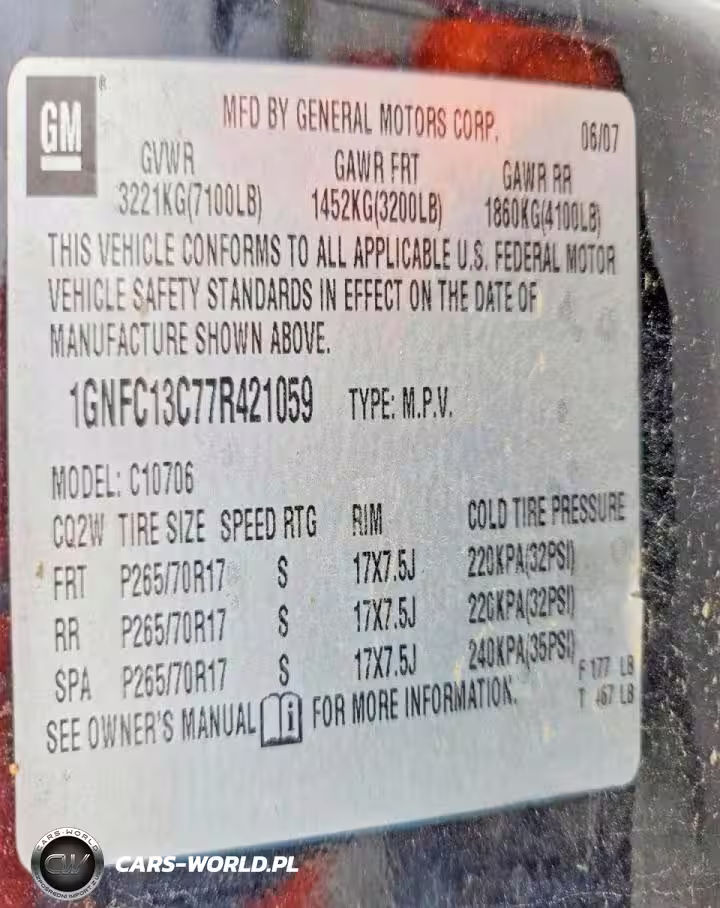 GM
®
MFD BY GENERAL MOTORS CORP. 06/07
GVWR GAWR FRT GAWR RR
3221KG(7100LB) 1452KG(3200LB) 1860KG(4100LB)
THIS VEHICLE CONFORMS TO ALL APPLICABLE U.S. FEDERAL MOTOR
VEHICLE SAFETY STANDARDS IN EFFECT ON THE DATE OF
MANUFACTURE SHOWN ABOVE.
1GNFC13C77R421059 TYPE: M.P.V.
MODEL: C10706
CQ2W TIRE SIZE SPEED RTG RIM COLD TIRE PRESSURE
FRT P265/70R17 S 17X7.5J 220KPA(32PSI)
RR P265/70R17 S 17X7.5J 220KPA(32PSI)
SPA P265/70R17 S 17X7.5J 240KPA(35PSI)
F 177 LB
T LB
SEE OWNER'S MANUAL i FOR MORE INFORMATION.
CARS-WORLD
CW
CARS-WORLD.PL